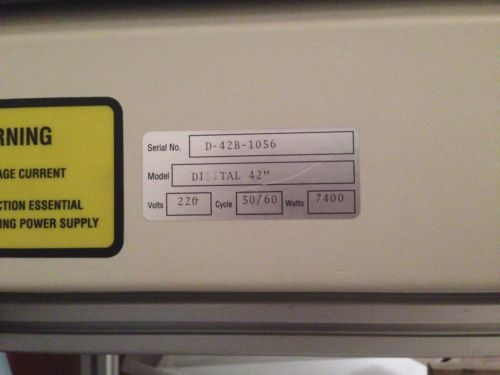 RNING
AGE CURRENT
CTION ESSENTIAL
ING POWER SUPPLY
Serial No. D-42B-1056
Model DIGITAL 42"
Volts 220 Cycle 50/60 Watts 7400